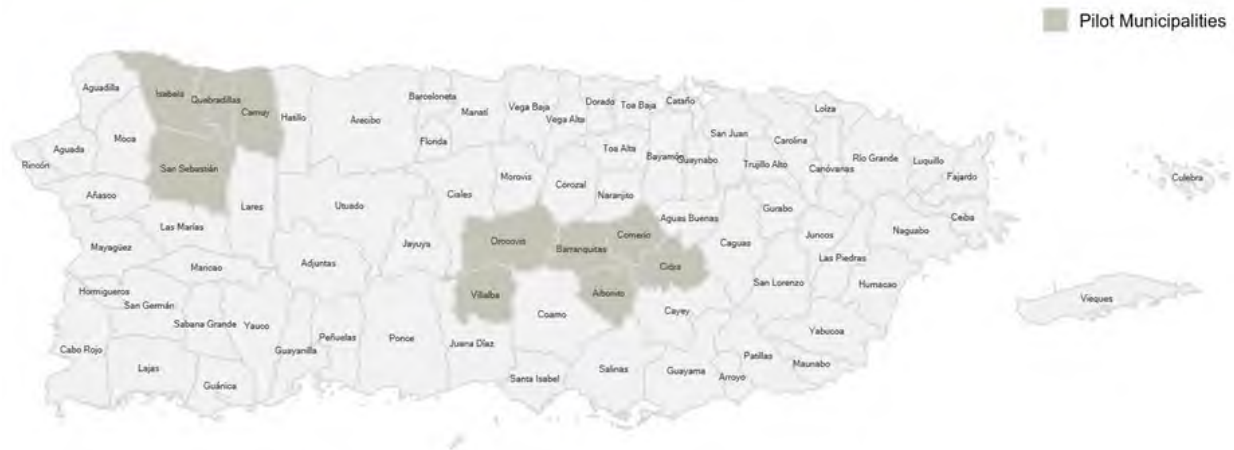 Pilot Municipalities
Aguadilla
Isabela
Quebradillas
Camuy
Hatillo
Arecibo
Barceloneta
Manatí
Vega Baja
Vega Alta
Dorado
Toa Baja
Cataño
San Juan
Carolina
Loiza
Moca
Florida
Toa Alta
Bayamón
Guaynabo
Trujillo Alto
Canóvanas
Río Grande
Luquillo
Fajardo
Culebra
Rincón
Aguada
San Sebastián
Añasco
Lares
Utuado
Ciales
Morovis
Corozal
Naranjito
Aguas Buenas
Gurabo
Ceiba
Las Marías
Mayagüez
Maricao
Adjuntas
Jayuya
Orocovis
Barranquitas
Comerío
Cidra
Caguas
Juncos
Naguabo
Las Piedras
Hormigueros
San Germán
Villalba
Aibonito
San Lorenzo
Humacao
Vieques
Sabana Grande
Yauco
Guayanilla
Peñuelas
Ponce
Juana Díaz
Coamo
Cayey
Yabucoa
Cabo Rojo
Lajas
Guánica
Santa Isabel
Salinas
Guayama
Arroyo
Patillas
Maunabo